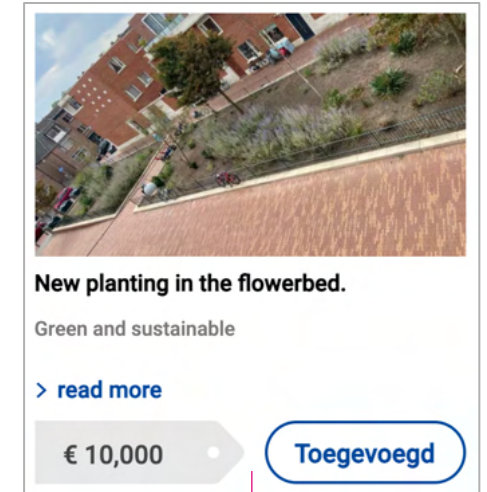 New planting in the flowerbed.
Green and sustainable
> read more
€ 10,000
Toegevoegd